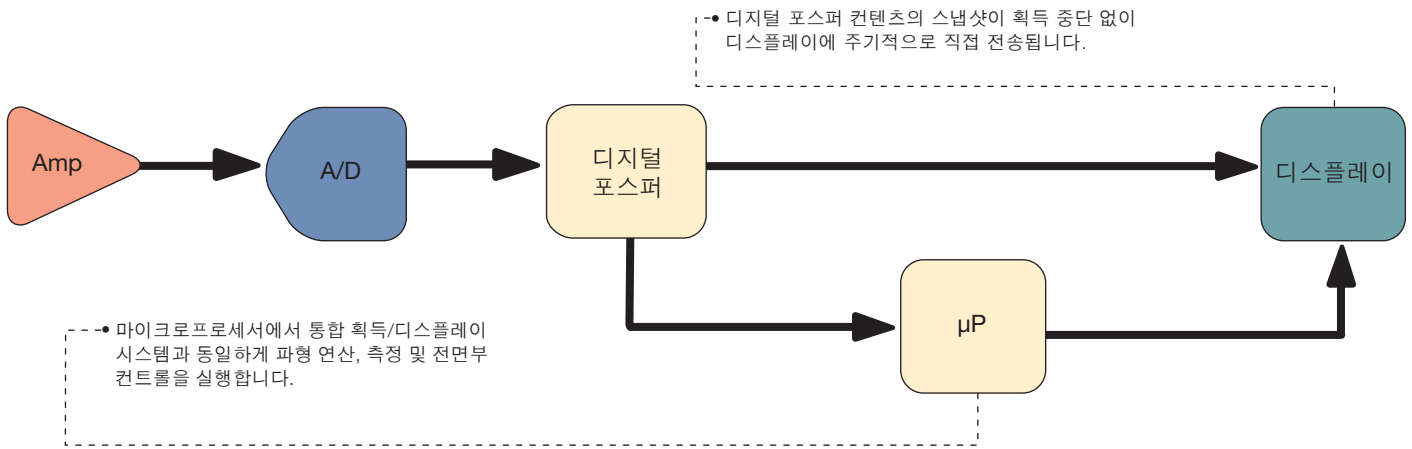 디지털 포스퍼 컨텐츠의 스냅샷이 획득 중단 없이
디스플레이에 주기적으로 직접 전송됩니다.
Amp
A/D
디지털
포스퍼
디스플레이
µP
마이크로프로세서에서 통합 획득/디스플레이
시스템과 동일하게 파형 연산, 측정 및 전면부
컨트롤을 실행합니다.